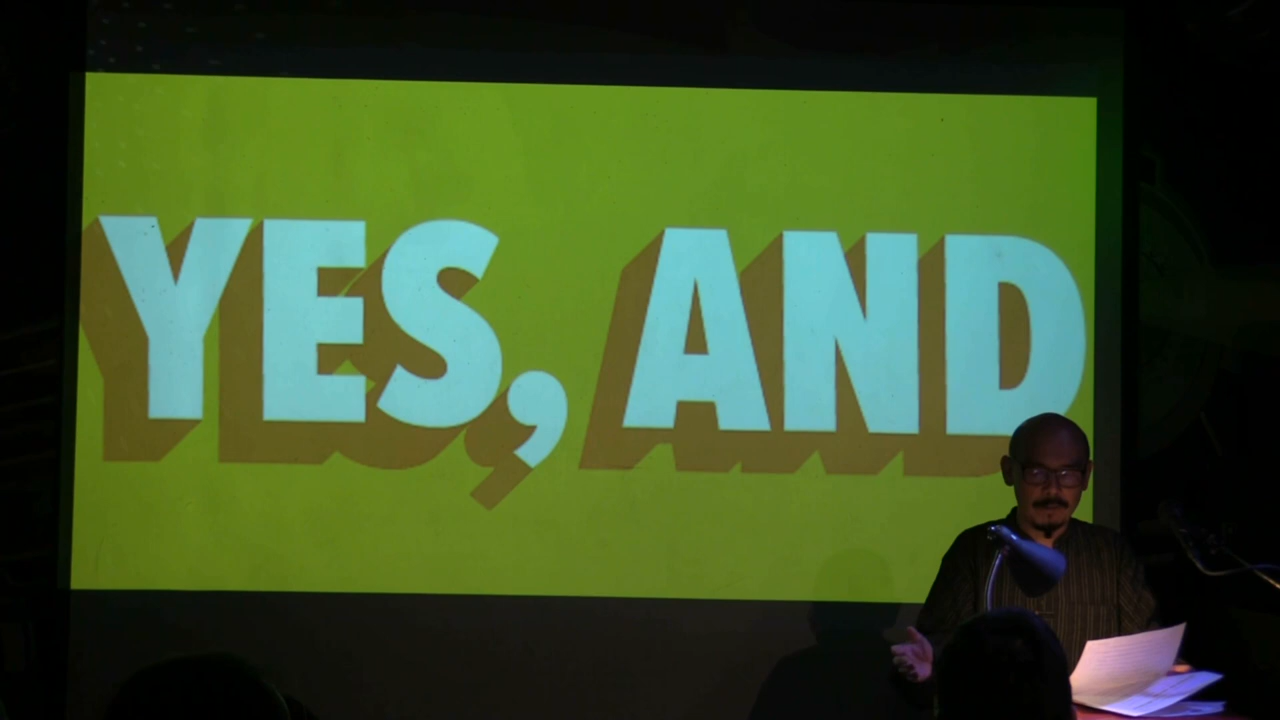 YES, AND